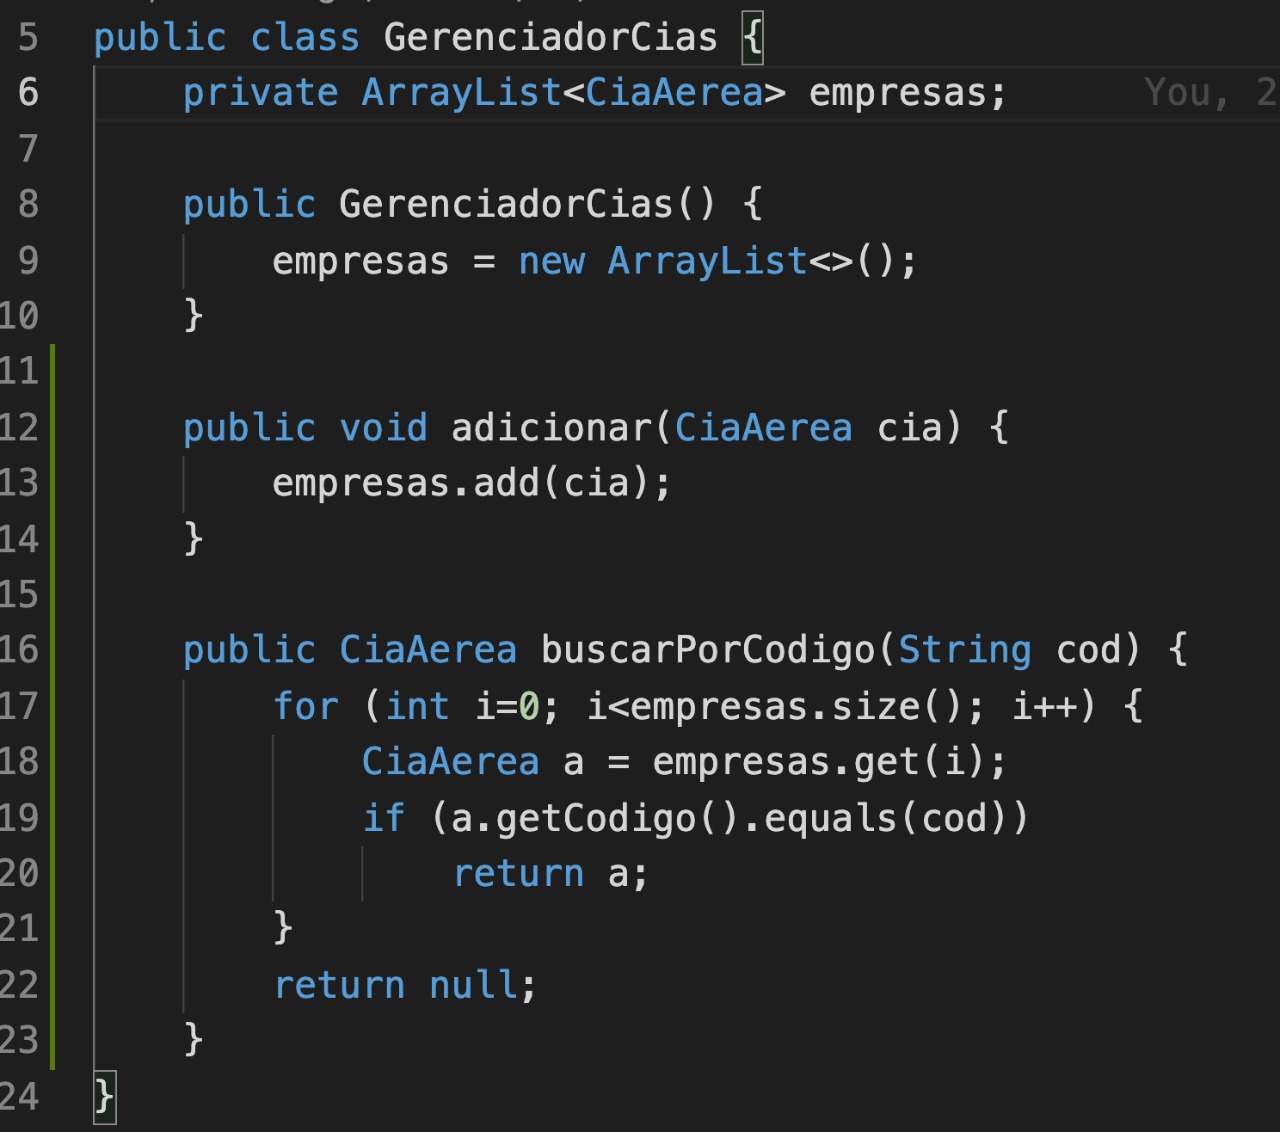 5 public class GerenciadorCias {
6 private ArrayList<CiaAerea> empresas; You, 2
7
8 public GerenciadorCias() {
9 empresas = new ArrayList<>();
10 }
11
12 public void adicionar(CiaAerea cia) {
13 empresas.add(cia);
14 }
15
16 public CiaAerea buscarPorCodigo(String cod) {
17 for (int i=0; i<empresas.size(); i++) {
18 CiaAerea a = empresas.get(i);
19 if (a.getCodigo().equals(cod))
20 return a;
21 }
22 return null;
23 }
24 }